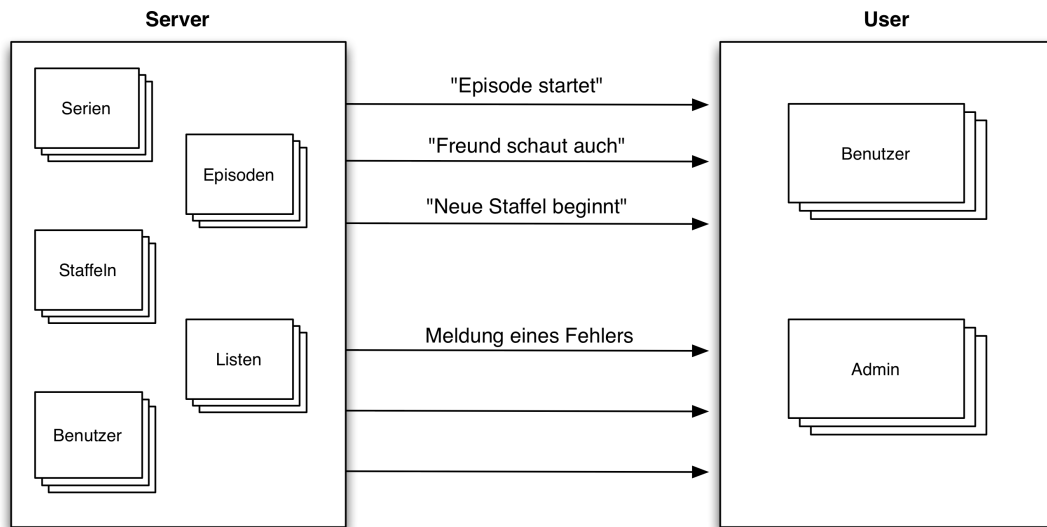 Server
User
Serien
Episoden
Staffeln
Listen
Benutzer
"Episode startet"
"Freund schaut auch"
"Neue Staffel beginnt"
Meldung eines Fehlers
Benutzer
Admin